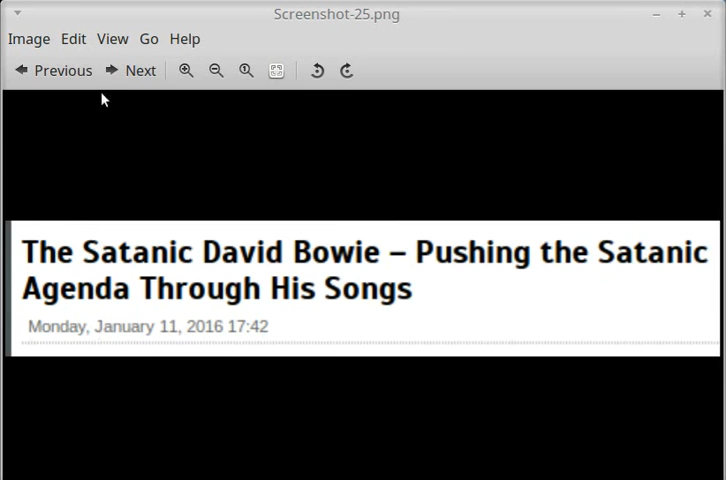 Screenshot-25.png
Image Edit View Go Help
Previous Next
The Satanic David Bowie – Pushing the Satanic
Agenda Through His Songs
Monday, January 11, 2016 17:42